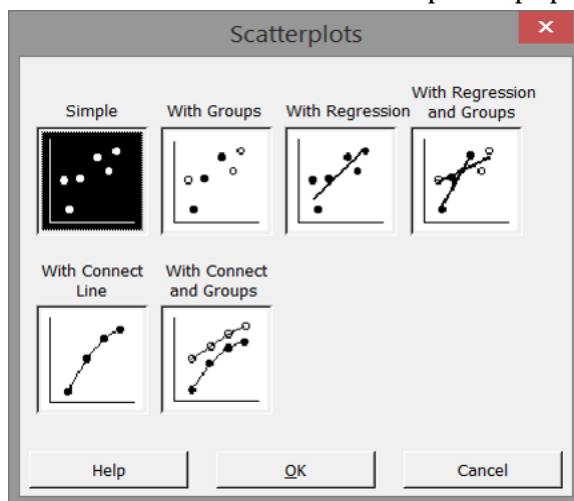 Scatterplots
x
Simple
With Groups
With Regression
With Regression
and Groups
With Connect
Line
With Connect
and Groups
Help
OK
Cancel